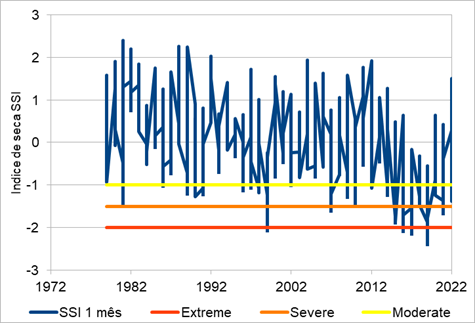 3
2
1
0
-1
-2
-3
Indice de seca SSI
1972 1982 1992 2002 2012 2022
SSI 1 mês Extreme Severe Moderate